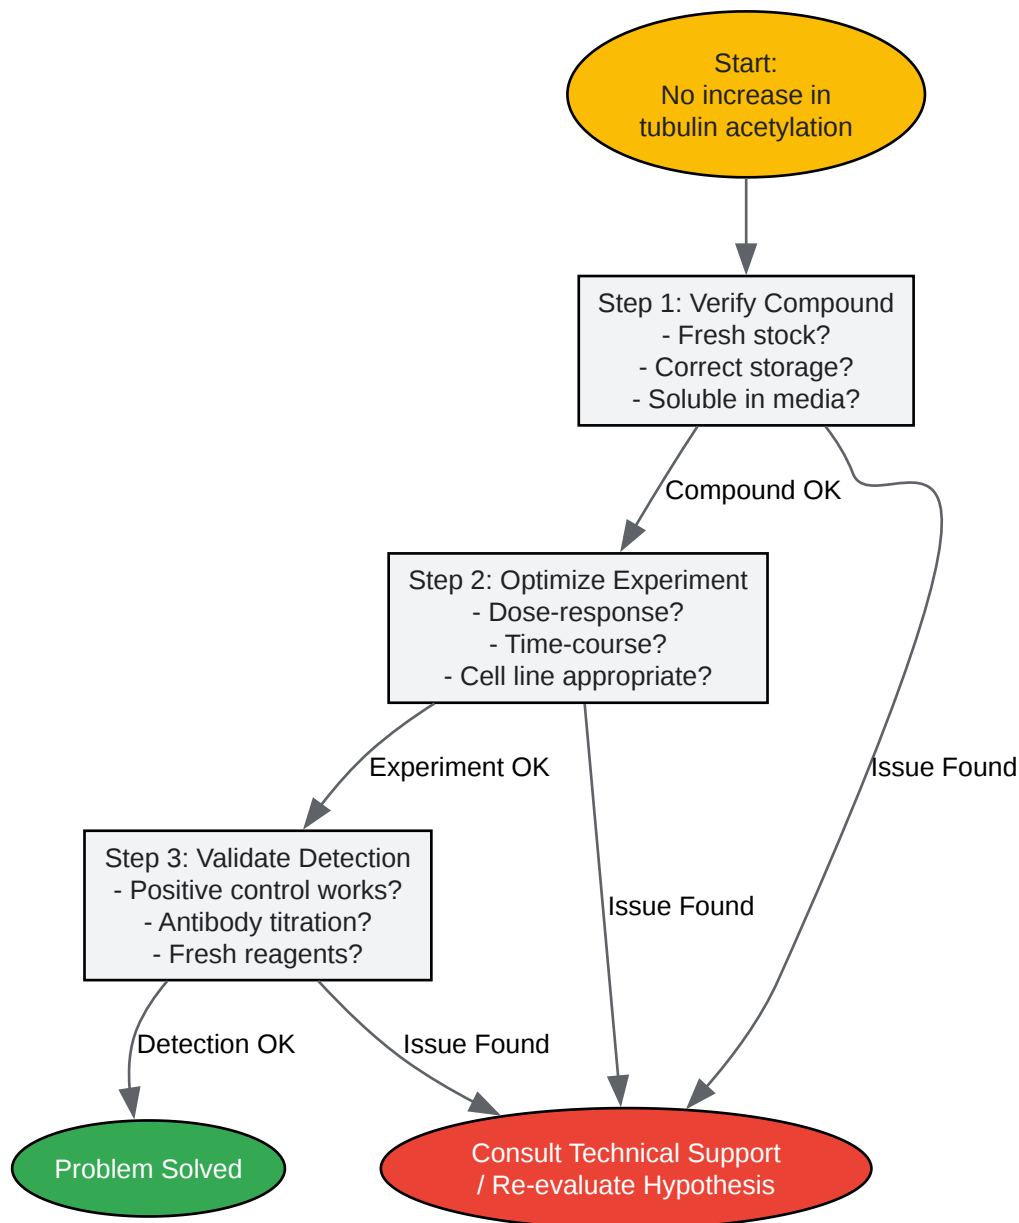 Start:
No increase in
tubulin acetylation
Step 1: Verify Compound
- Fresh stock?
- Correct storage?
- Soluble in media?
Compound OK
Step 2: Optimize Experiment
- Dose-response?
- Time-course?
- Cell line appropriate?
Experiment OK
Issue Found
Step 3: Validate Detection
- Positive control works?
- Antibody titration?
- Fresh reagents?
Issue Found
Detection OK
Issue Found
Problem Solved
Consult Technical Support
/ Re-evaluate Hypothesis